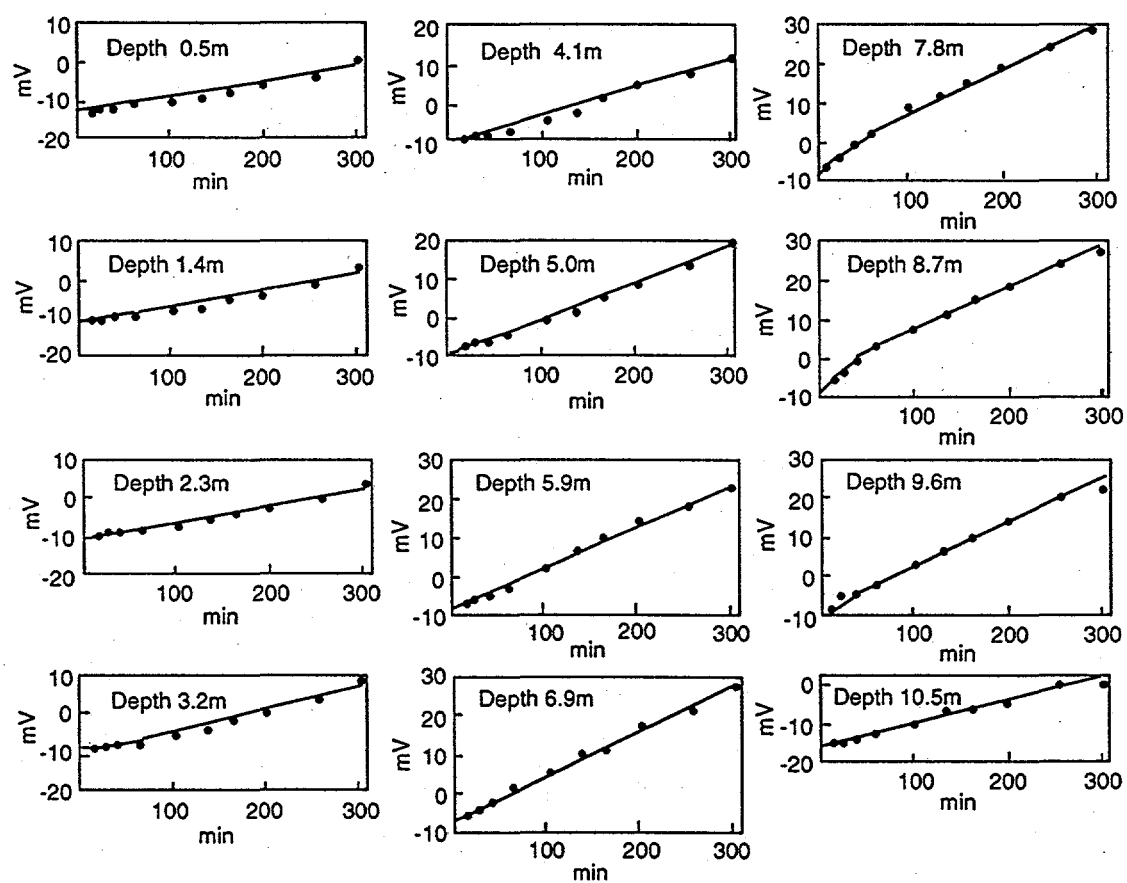 10
0
-10
-20
mV
Depth 0.5m
100
200
300
min
20
10
0
-10
mV
Depth 4.1m
100
200
300
min
30
20
10
0
-10
mV
Depth 7.8m
100
200
300
min
10
0
-10
-20
mV
Depth 1.4m
100
200
300
min
20
10
0
-10
mV
Depth 5.0m
100
200
300
min
30
20
10
0
-10
mV
Depth 8.7m
100
200
300
min
10
0
-10
-20
mV
Depth 2.3m
100
200
300
min
30
20
10
0
-10
mV
Depth 5.9m
100
200
300
min
30
20
10
0
-10
mV
Depth 9.6m
100
200
300
min
10
0
-10
-20
mV
Depth 3.2m
100
200
300
min
30
20
10
0
-10
mV
Depth 6.9m
100
200
300
min
0
-10
-20
mV
Depth 10.5m
100
200
300
min